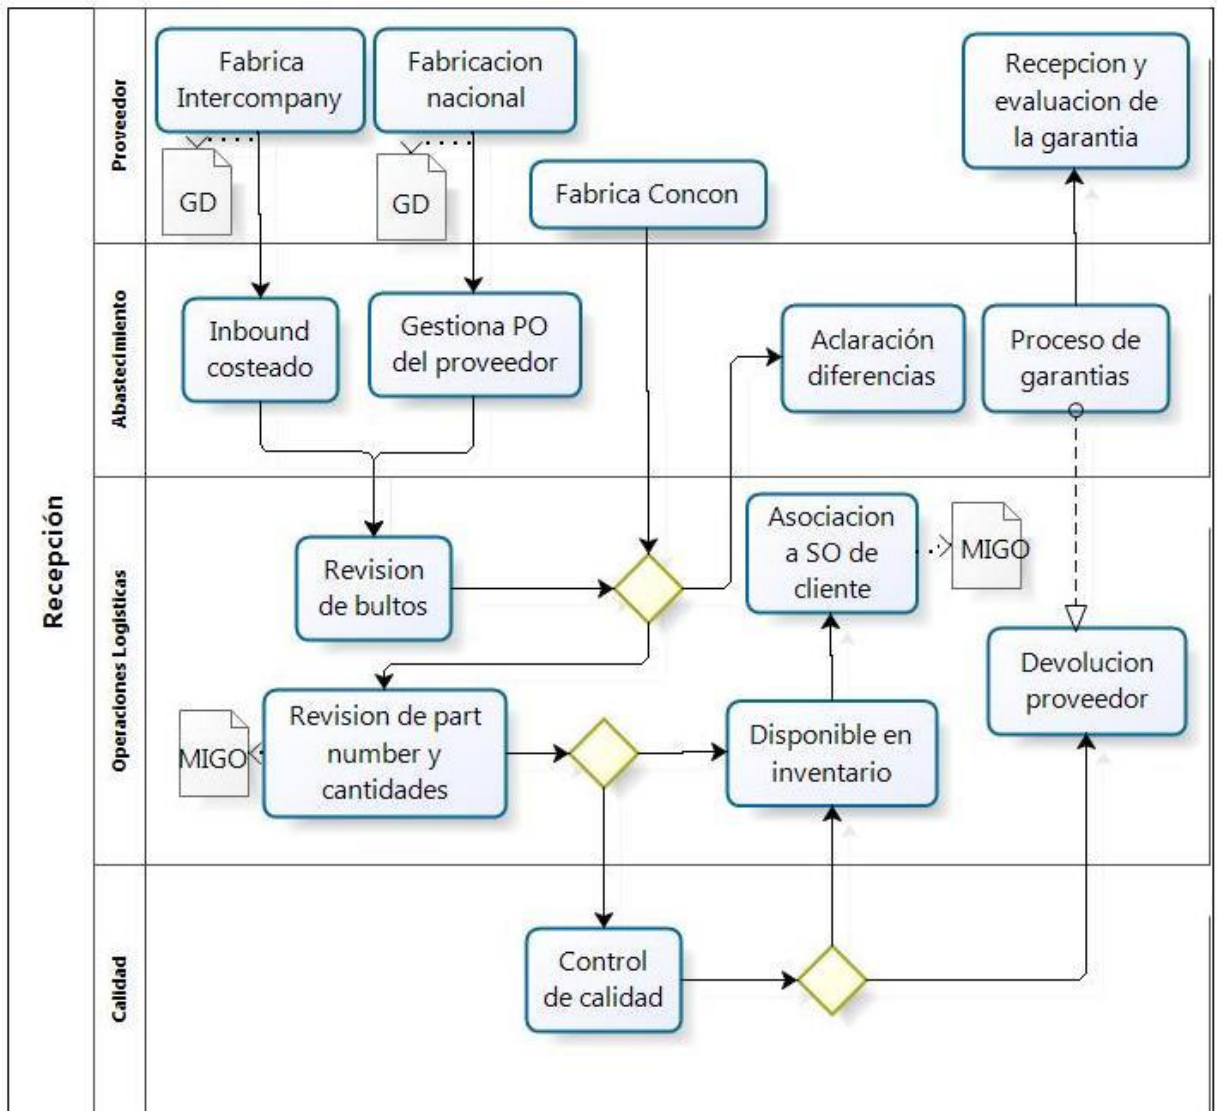 Recepción
Proveedor
Fabrica
Intercompany
Fabricacion
nacional
Recepcion y
evaluacion de
la garantia
GD
GD
Fabrica Concon
Abastecimiento
Inbound
costeado
Gestiona PO
del proveedor
Aclaración
diferencias
Proceso de
garantias
Operaciones Logisticas
Revision
de bultos
Asociacion
a SO de
cliente
MIGO
Devolucion
proveedor
MIGO
Revision de part
number y
cantidades
Disponible en
inventario
Calidad
Control
de calidad